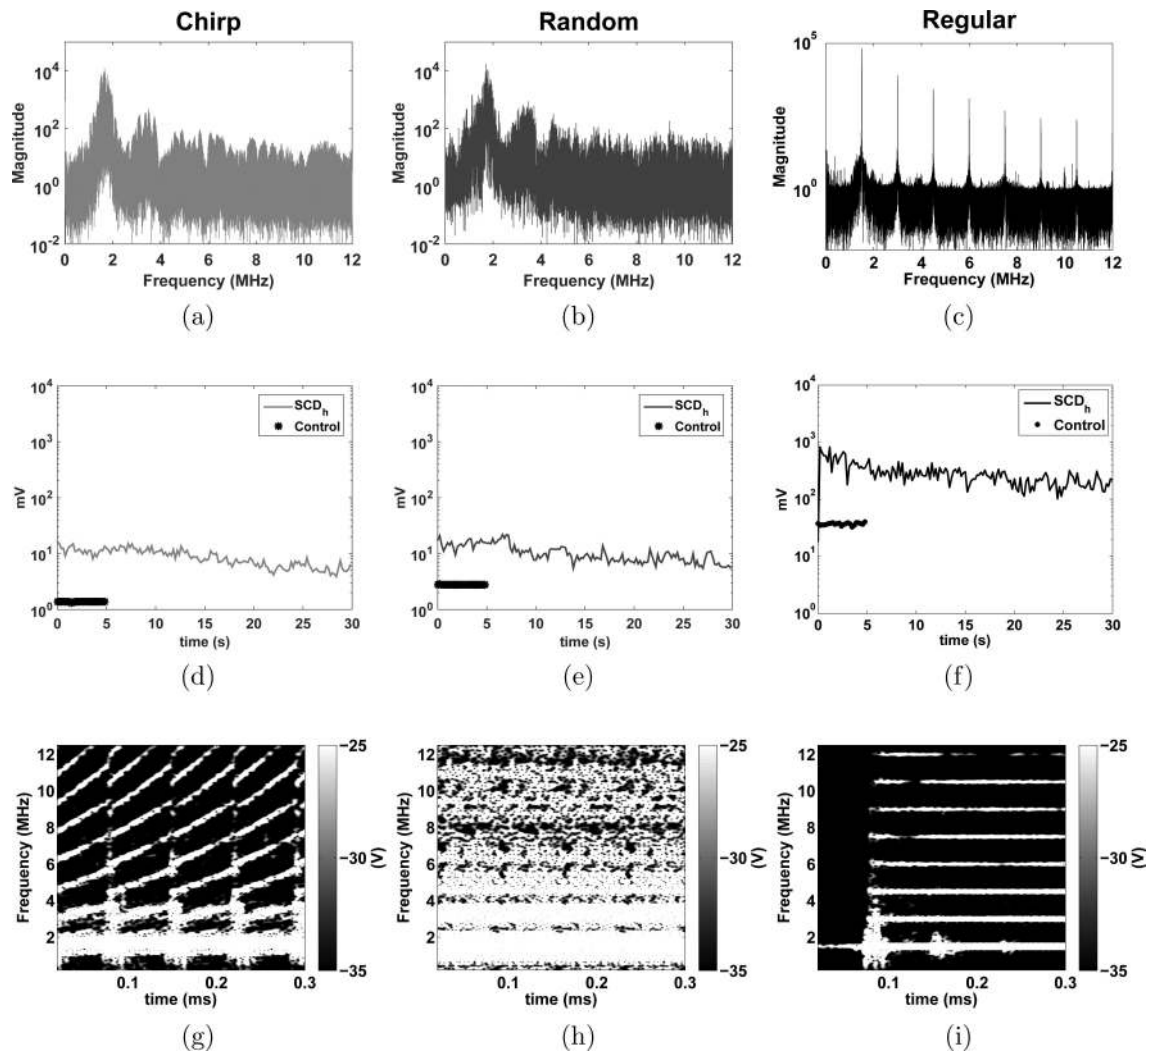 Chirp
Random
Regular
Magnitude
10^4
10^2
10^0
10^-2
0 2 4 6 8 10 12
Frequency (MHz)
(a)
Magnitude
10^4
10^2
10^0
10^-2
0 2 4 6 8 10 12
Frequency (MHz)
(b)
Magnitude
10^5
10^0
0 2 4 6 8 10 12
Frequency (MHz)
(c)
mV
10^4
10^3
10^2
10^1
10^0
SCD_h
Control
0 5 10 15 20 25 30
time (s)
(d)
mV
10^4
10^3
10^2
10^1
10^0
SCD_h
Control
0 5 10 15 20 25 30
time (s)
(e)
mV
10^4
10^3
10^2
10^1
10^0
SCD_h
Control
0 5 10 15 20 25 30
time (s)
(f)
Frequency (MHz)
12
10
8
6
4
2
0.1 0.2 0.3
time (ms)
−25
−30
−35
(V)
(g)
Frequency (MHz)
12
10
8
6
4
2
0.1 0.2 0.3
time (ms)
−25
−30
−35
(V)
(h)
Frequency (MHz)
12
10
8
6
4
2
0.1 0.2 0.3
time (ms)
−25
−30
−35
(V)
(i)